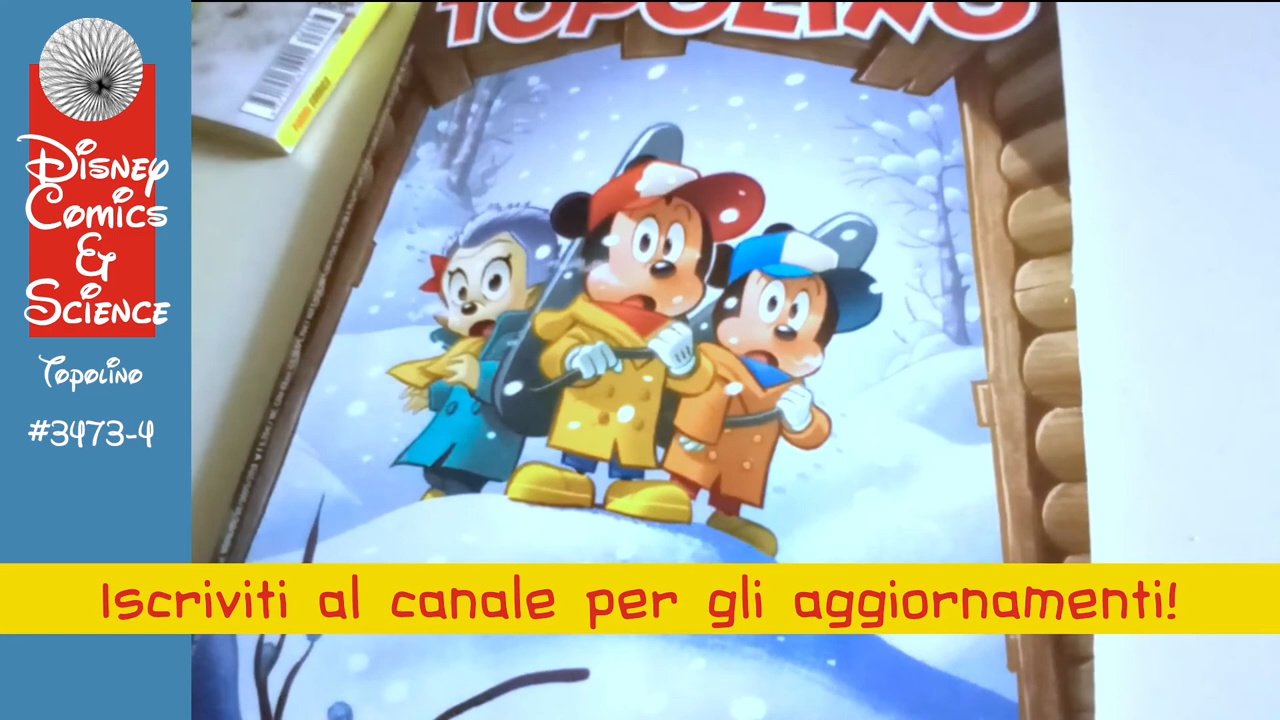 TOPOLINO
Disney
Comics
&
Science
Topolino
#3473-4
Iscriviti al canale per gli aggiornamenti!